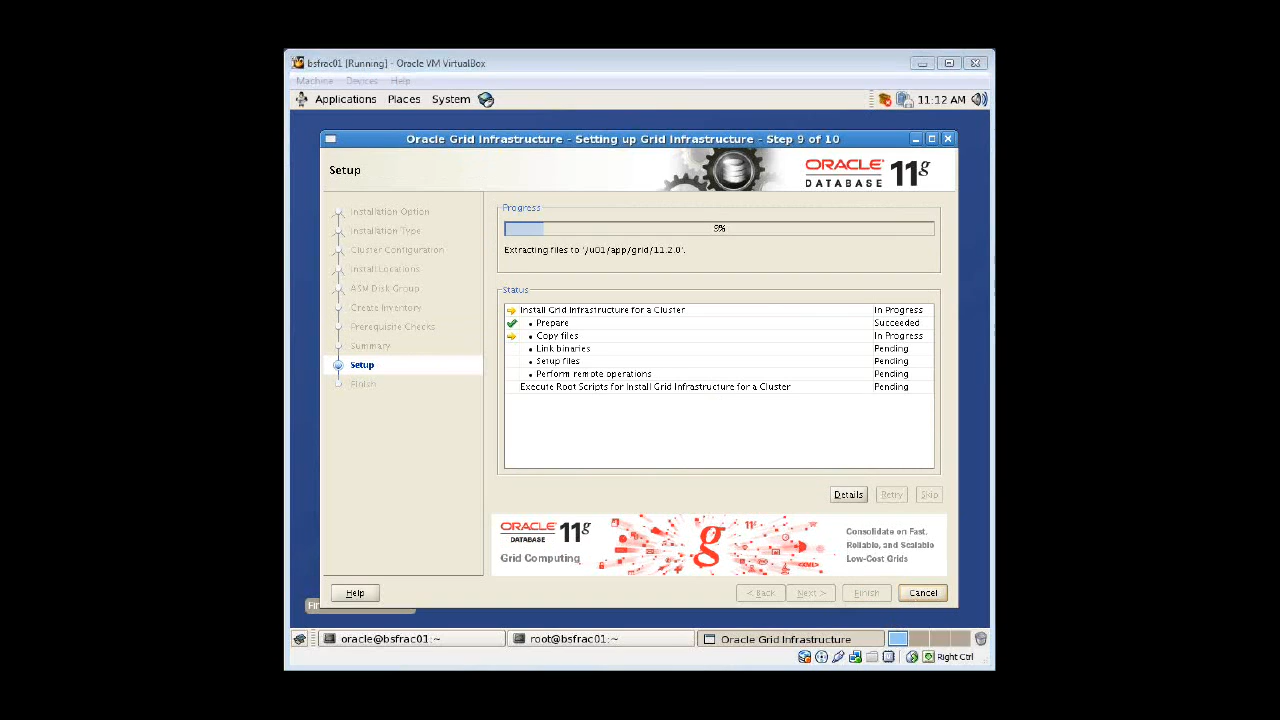 bsfrac01 [Running] - Oracle VM VirtualBox
Machine Devices Help
Applications Places System 11:12 AM
Oracle Grid Infrastructure - Setting up Grid Infrastructure - Step 9 of 10
Setup
ORACLE DATABASE 11g
Installation Option
Installation Type
Cluster Configuration
Install Locations
ASM Disk Group
Create Inventory
Prerequisite Checks
Summary
Setup
Finish
Progress
9%
Extracting files to '/u01/app/grid/11.2.0'.
Status
Install Grid Infrastructure for a Cluster In Progress
• Prepare Succeeded
• Copy files In Progress
• Link binaries Pending
• Setup files Pending
• Perform remote operations Pending
Execute Root Scripts for Install Grid Infrastructure for a Cluster Pending
Details Retry Skip
ORACLE DATABASE 11g
Grid Computing
g
11g
Consolidate on Fast,
Reliable, and Scalable
Low-Cost Grids
Help < Back Next > Finish Cancel
oracle@bsfrac01:~ root@bsfrac01:~ Oracle Grid Infrastructure
Right Ctrl